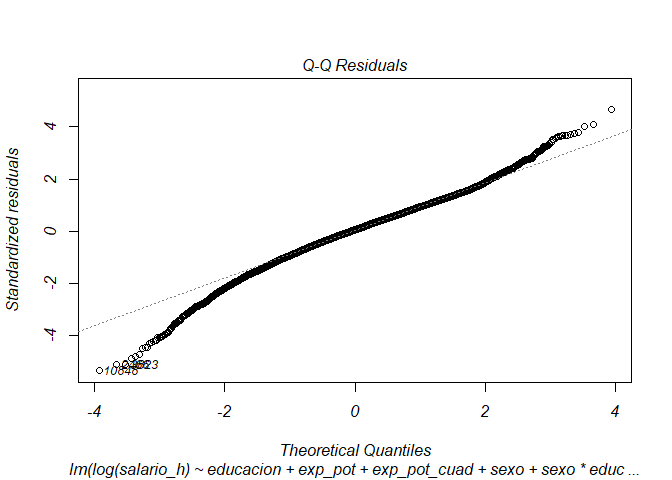 Q-Q Residuals
Standardized residuals
4
2
0
-2
-4
10846
-4
-2
0
2
4
Theoretical Quantiles
lm(log(salario_h) ~ educacion + exp_pot + exp_pot_cuad + sexo + sexo * educ ...